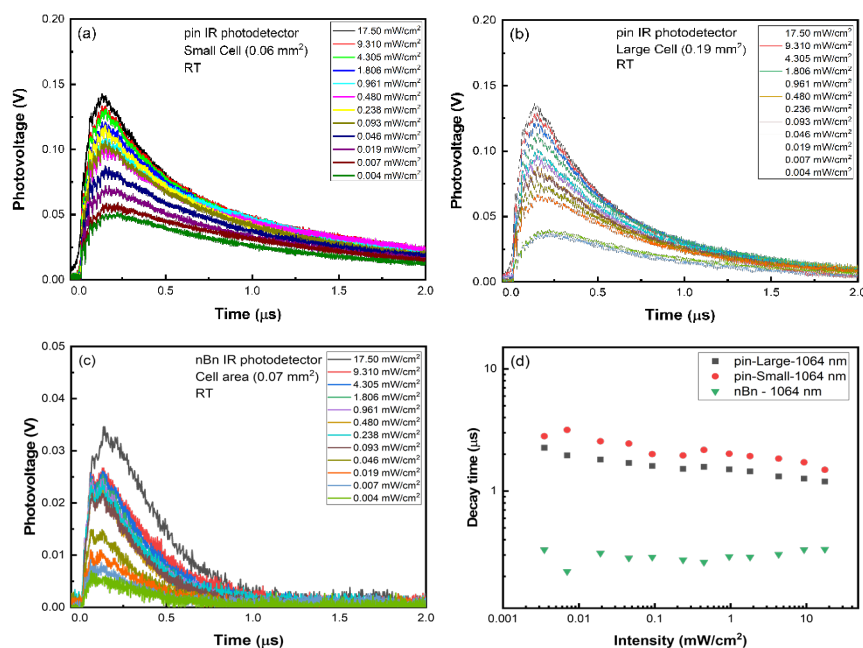 (a)
pin IR photodetector
Small Cell (0.06 mm²)
RT
17.50 mW/cm²
9.310 mW/cm²
4.305 mW/cm²
1.806 mW/cm²
0.961 mW/cm²
0.480 mW/cm²
0.238 mW/cm²
0.093 mW/cm²
0.046 mW/cm²
0.019 mW/cm²
0.007 mW/cm²
0.004 mW/cm²
Photovoltage (V)
0.20
0.15
0.10
0.05
0.00
0.0
0.5
1.0
1.5
2.0
Time (µs)
(b)
pin IR photodetector
Large Cell (0.19 mm²)
RT
17.50 mW/cm²
9.310 mW/cm²
4.305 mW/cm²
1.806 mW/cm²
0.961 mW/cm²
0.480 mW/cm²
0.236 mW/cm²
0.093 mW/cm²
0.046 mW/cm²
0.019 mW/cm²
0.007 mW/cm²
0.004 mW/cm²
Photovoltage (V)
0.20
0.15
0.10
0.05
0.00
0.0
0.5
1.0
1.5
2.0
Time (µs)
(c)
nBn IR photodetector
Cell area (0.07 mm²)
RT
17.50 mW/cm²
9.310 mW/cm²
4.305 mW/cm²
1.806 mW/cm²
0.961 mW/cm²
0.480 mW/cm²
0.238 mW/cm²
0.093 mW/cm²
0.046 mW/cm²
0.019 mW/cm²
0.007 mW/cm²
0.004 mW/cm²
Photovoltage (V)
0.05
0.04
0.03
0.02
0.01
0.00
0.0
0.5
1.0
1.5
2.0
Time (µs)
(d)
pin-Large-1064 nm
pin-Small-1064 nm
nBn - 1064 nm
Decay time (µs)
10
1
0.001
0.01
0.1
1
10
Intensity (mW/cm²)